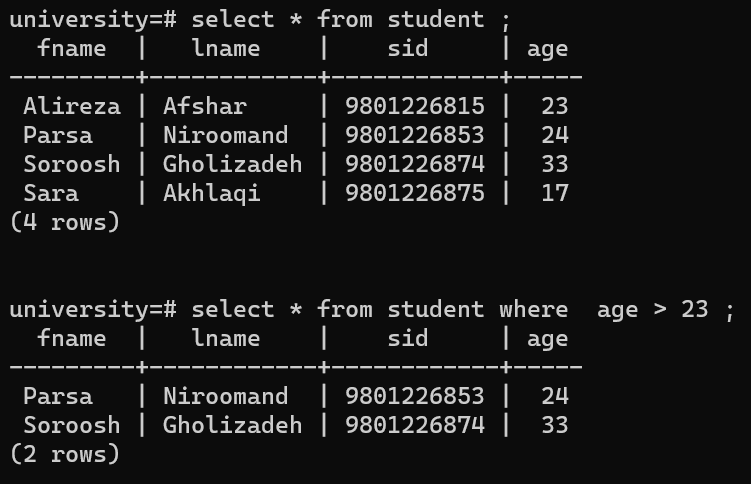 university=# select * from student ;
  fname  |   lname    |    sid     | age
---------+------------+------------+-----
 Alireza | Afshar     | 9801226815 |  23
 Parsa   | Niroomand  | 9801226853 |  24
 Soroosh | Gholizadeh | 9801226874 |  33
 Sara    | Akhlaqi    | 9801226875 |  17
(4 rows)
university=# select * from student where  age > 23 ;
  fname  |   lname    |    sid     | age
---------+------------+------------+-----
 Parsa   | Niroomand  | 9801226853 |  24
 Soroosh | Gholizadeh | 9801226874 |  33
(2 rows)